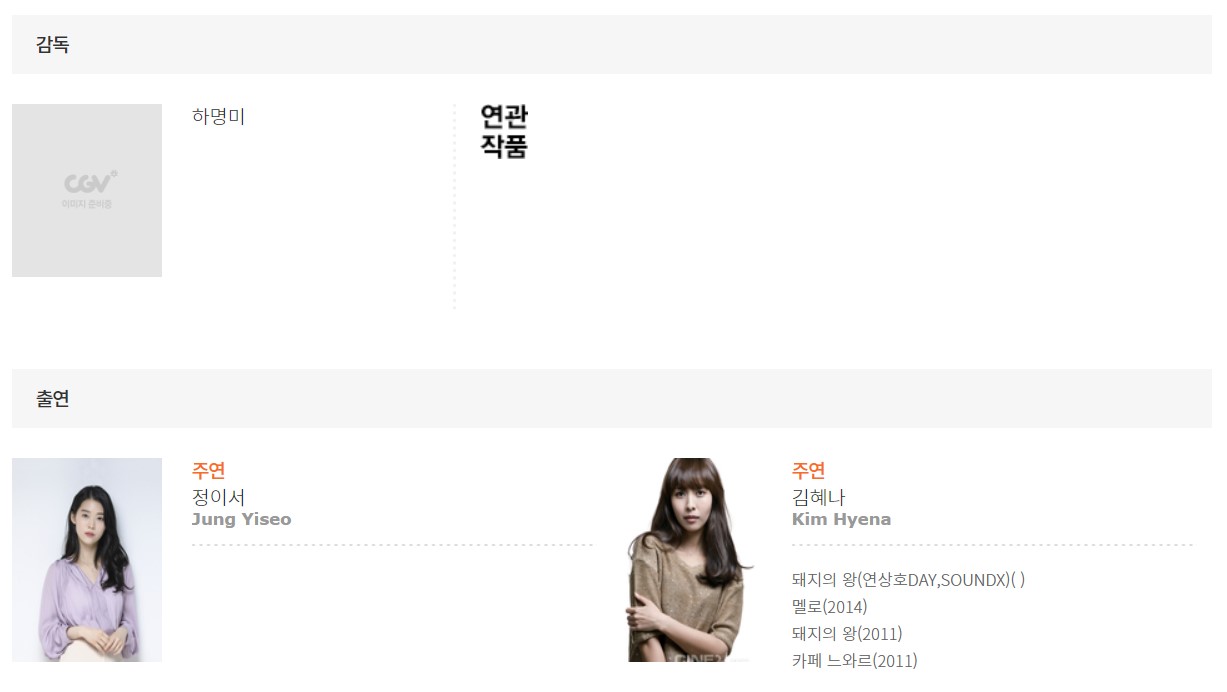 감독
하명미
연관
작품
CGV
이미지 준비중
출연
주연
정이서
Jung Yiseo
주연
김혜나
Kim Hyena
돼지의 왕(연상호DAY,SOUNDX)( )
멜로(2014)
돼지의 왕(2011)
카페 느와르(2011)
CINE21